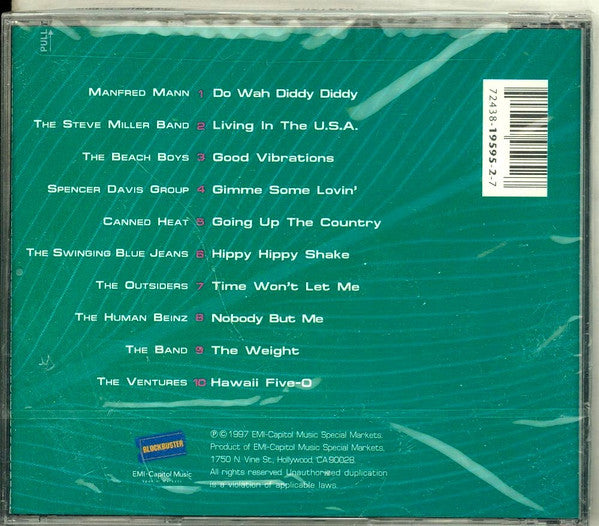 PULL
Manfred Mann 1 Do Wah Diddy Diddy
The Steve Miller Band 2 Living In The U.S.A.
The Beach Boys 3 Good Vibrations
Spencer Davis Group 4 Gimme Some Lovin'
Canned Heat 5 Going Up The Country
The Swinging Blue Jeans 6 Hippy Hippy Shake
The Outsiders 7 Time Won't Let Me
The Human Beinz 8 Nobody But Me
The Band 9 The Weight
The Ventures 10 Hawaii Five-O
72438-19595-2-7
BLOCKBUSTER
EMI-Capitol Music
℗ © 1997 EMI-Capitol Music Special Markets.
Product of EMI-Capitol Music Special Markets,
1750 N. Vine St., Hollywood, CA 90028.
All rights reserved. Unauthorized duplication
is a violation of applicable laws.